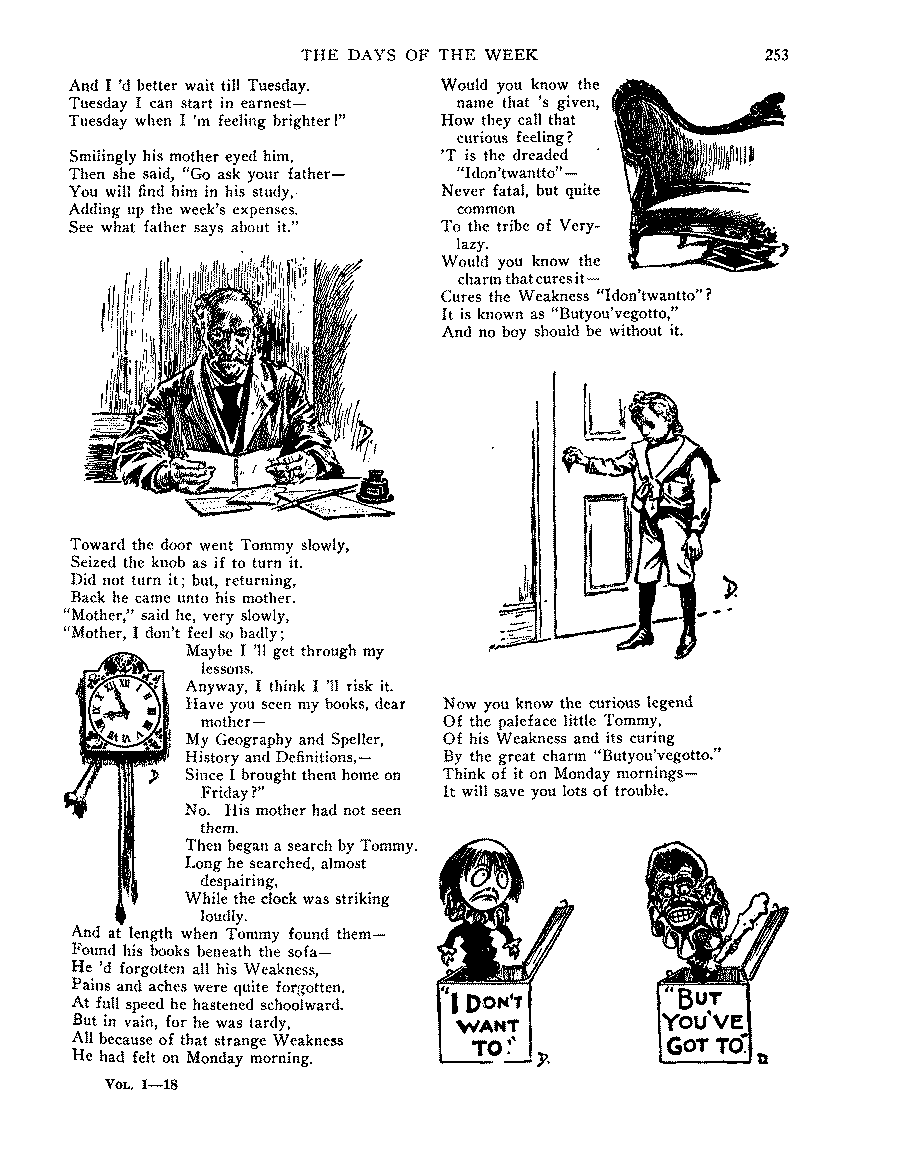 THE DAYS OF THE WEEK 253
And I 'd better wait till Tuesday.
Tuesday I can start in earnest—
Tuesday when I 'm feeling brighter!"
Smilingly his mother eyed him,
Then she said, "Go ask your father—
You will find him in his study,
Adding up the week's expenses.
See what father says about it."
Toward the door went Tommy slowly,
Seized the knob as if to turn it.
Did not turn it; but, returning,
Back he came unto his mother.
"Mother," said he, very slowly,
"Mother, I don't feel so badly;
Maybe I 'll get through my
lessons.
Anyway, I think I 'll risk it.
Have you seen my books, dear
mother—
My Geography and Speller,
History and Definitions,—
Since I brought them home on
Friday?"
No. His mother had not seen
them.
Then began a search by Tommy.
Long he searched, almost
despairing,
While the clock was striking
loudly.
And at length when Tommy found them—
Found his books beneath the sofa—
He 'd forgotten all his Weakness,
Pains and aches were quite forgotten.
At full speed he hastened schoolward.
But in vain, for he was tardy,
All because of that strange Weakness
He had felt on Monday morning.
VOL. I—18
Would you know the
name that 's given,
How they call that
curious feeling?
'T is the dreaded
"Idon'twantto"—
Never fatal, but quite
common
To the tribe of Very-
lazy.
Would you know the
charm that cures it—
Cures the Weakness "Idon'twantto"?
It is known as "Butyou'vegotto,"
And no boy should be without it.
D.
Now you know the curious legend
Of the paleface little Tommy,
Of his Weakness and its curing
By the great charm "Butyou'vegotto."
Think of it on Monday mornings—
It will save you lots of trouble.
"I DON'T
WANT
TO."
D.
"BUT
YOU'VE
GOT TO."
D